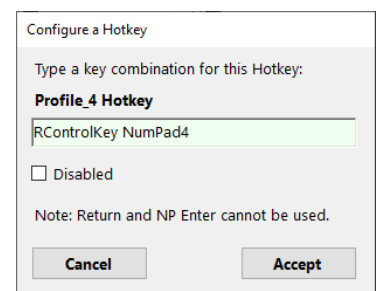 Configure a Hotkey
Type a key combination for this Hotkey:
Profile_4 Hotkey
RControlKey NumPad4
Disabled
Note: Return and NP Enter cannot be used.
Cancel Accept